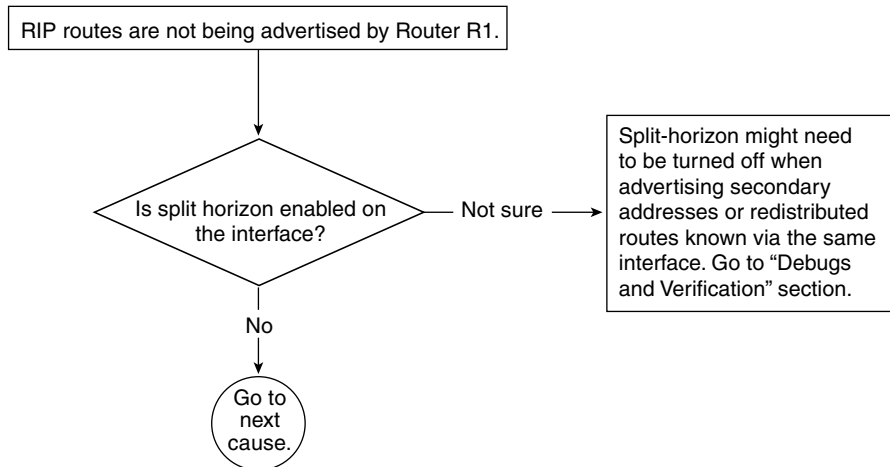 RIP routes are not being advertised by Router R1.
Is split horizon enabled on
the interface?
Not sure
Split-horizon might need
to be turned off when
advertising secondary
addresses or redistributed
routes known via the same
interface. Go to “Debugs
and Verification” section.
No
Go to
next
cause.